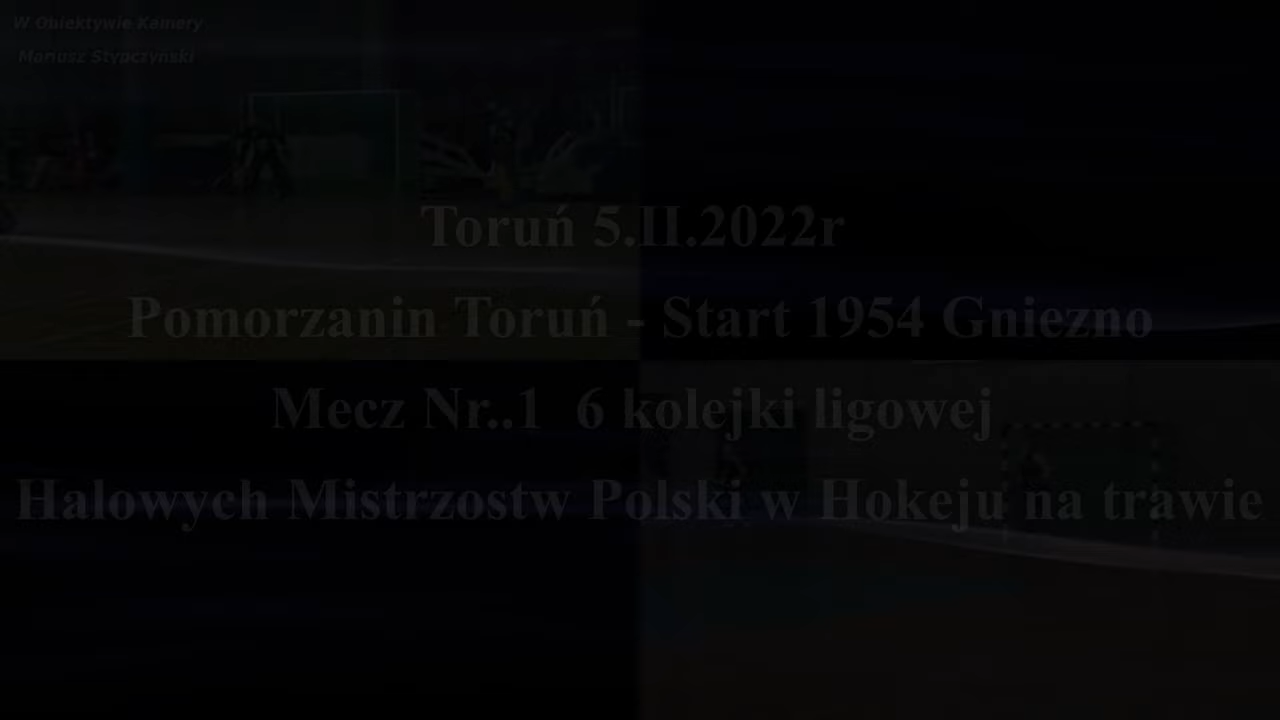 W Obiektywie Kamery
Mariusz Stypczyński
Toruń 5.II.2022r
Pomorzanin Toruń - Start 1954 Gniezno
Mecz Nr..1 6 kolejki ligowej
Halowych Mistrzostw Polski w Hokeju na trawie